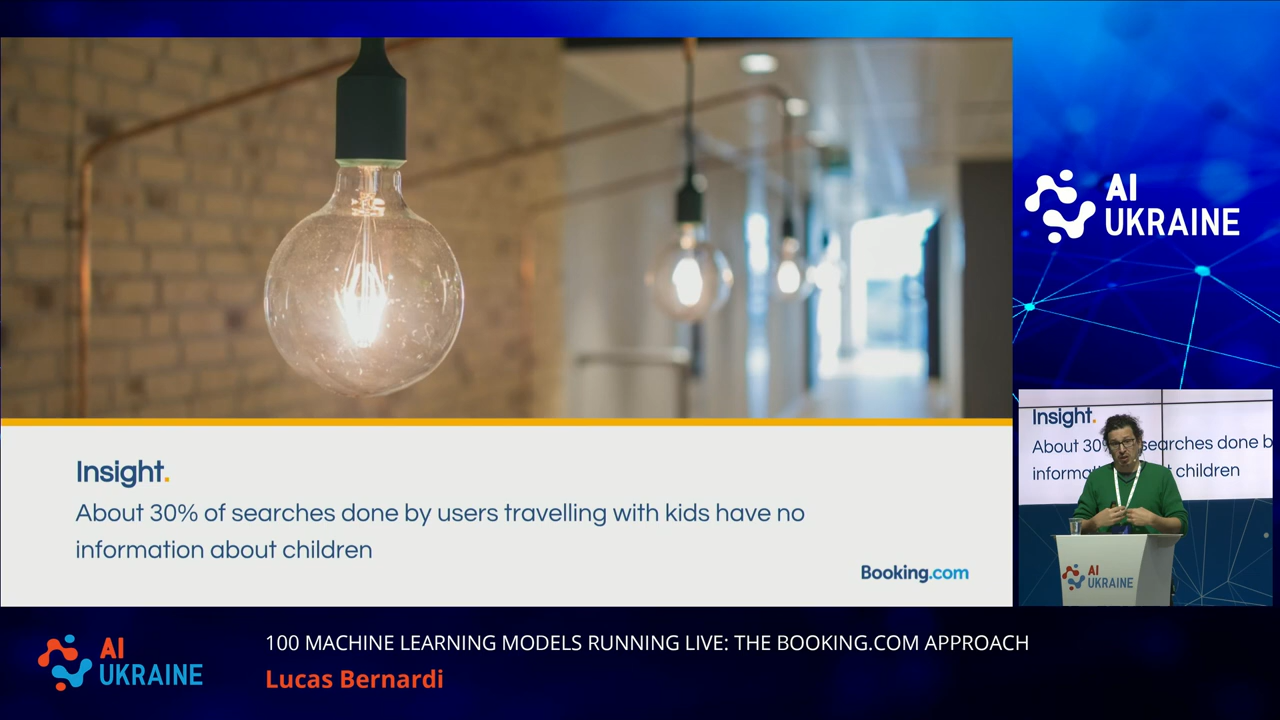 AI
UKRAINE
Insight.
About 30% of searches done by users travelling with kids have no
information about children
Booking.com
Insight.
About 30% searches done b
informa t children
AI
UKRAINE
AI
UKRAINE
100 MACHINE LEARNING MODELS RUNNING LIVE: THE BOOKING.COM APPROACH
Lucas Bernardi